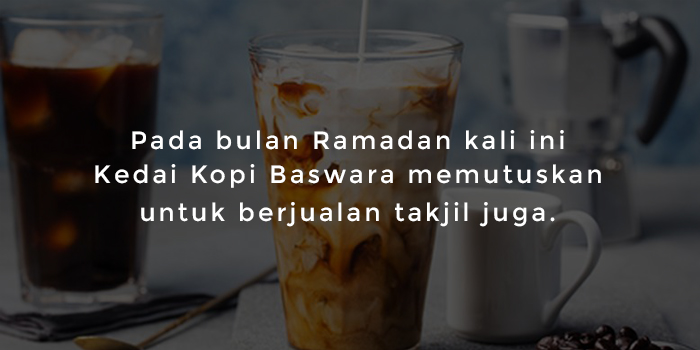 Pada bulan Ramadan kali ini
Kedai Kopi Baswara memutuskan
untuk berjualan takjil juga.